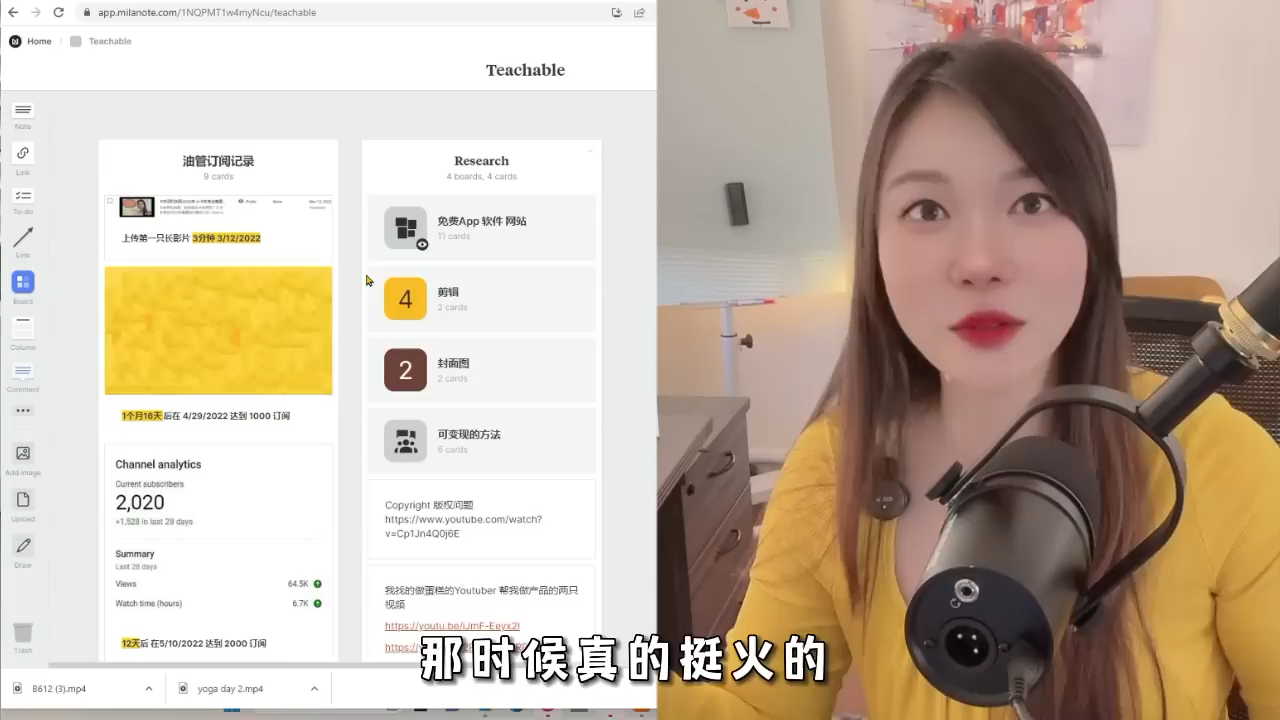 app.milanote.com/1NQPMT1w4myNcu/teachable
Home / Teachable
Teachable
Note
Link
To-do
Line
Board
Column
Comment
Add image
Upload
Draw
Trash
油管订阅记录
9 cards
Public
None
上传第一只长影片 3分钟 3/12/2022
1个月16天后在 4/29/2022 达到 1000 订阅
Channel analytics
Current subscribers
2,020
+1,528 in last 28 days
Summary
Last 28 days
Views 64.5K
Watch time (hours) 6.7K
12天后 在5/10/2022 达到 2000 订阅
Research
4 boards, 4 cards
免费App 软件 网站
11 cards
4
剪辑
2 cards
2
封面图
2 cards
可变现的方法
6 cards
Copyright 版权问题
https://www.youtube.com/watch?
v=Cp1Jn4Q0j6E
我找的做蛋糕的Youtuber 帮我做产品的两只
视频
https://youtu.be/iJmF-Eeyx2I
那时候真的挺火的
8612 (3).mp4
yoga day 2.mp4